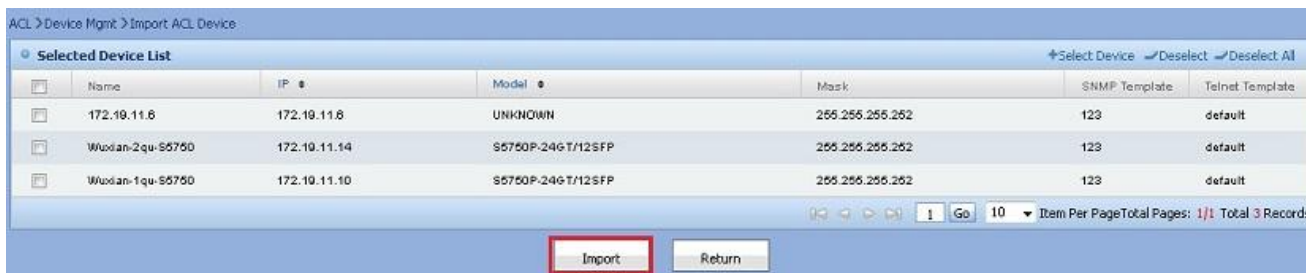 ACL > Device Mgmt > Import ACL Device
Selected Device List +Select Device Deselect Deselect All
Name IP Model Mask SNMP Template Telnet Template
172.19.11.6 172.19.11.6 UNKNOWN 255.255.255.252 123 default
Wuxian-2qu-S5750 172.19.11.14 S5750P-24GT/12SFP 255.255.255.252 123 default
Wuxian-1qu-S5750 172.19.11.10 S5750P-24GT/12SFP 255.255.255.252 123 default
1 Go 10 Item Per PageTotal Pages: 1/1 Total 3 Records
Import Return